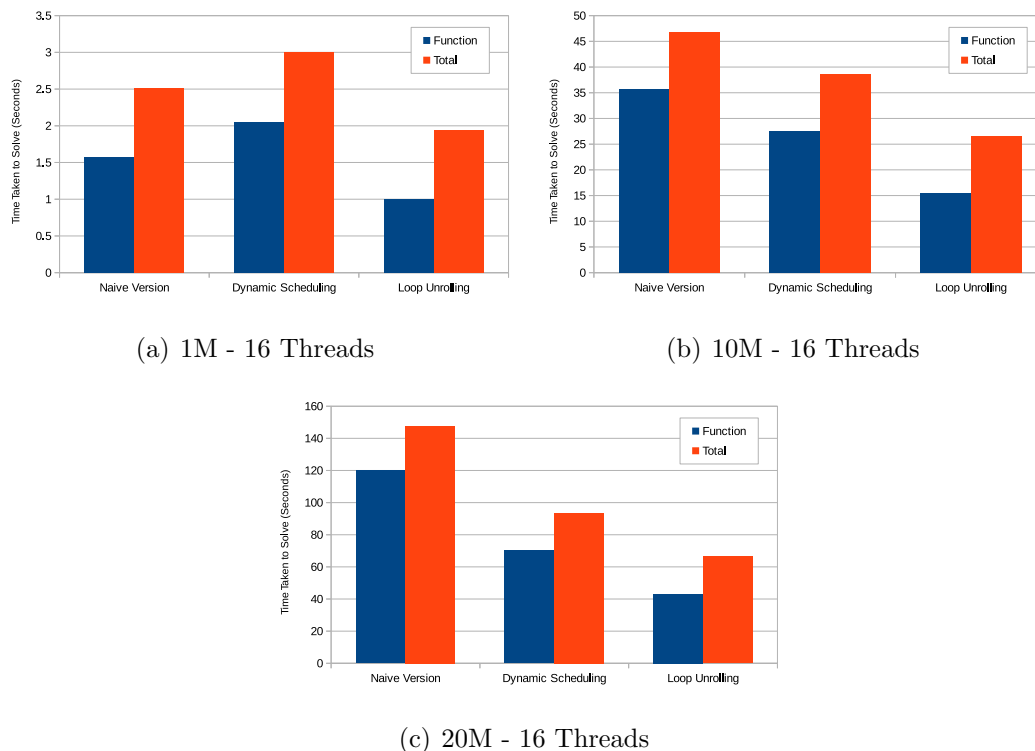 3.5
3
2.5
2
1.5
1
0.5
0
Time Taken to Solve (Seconds)
Function
Total
Naive Version Dynamic Scheduling Loop Unrolling
(a) 1M - 16 Threads
50
45
40
35
30
25
20
15
10
5
0
Time Taken to Solve (Seconds)
Function
Total
Naive Version Dynamic Scheduling Loop Unrolling
(b) 10M - 16 Threads
160
140
120
100
80
60
40
20
0
Time Taken to Solve (Seconds)
Function
Total
Naive Version Dynamic Scheduling Loop Unrolling
(c) 20M - 16 Threads